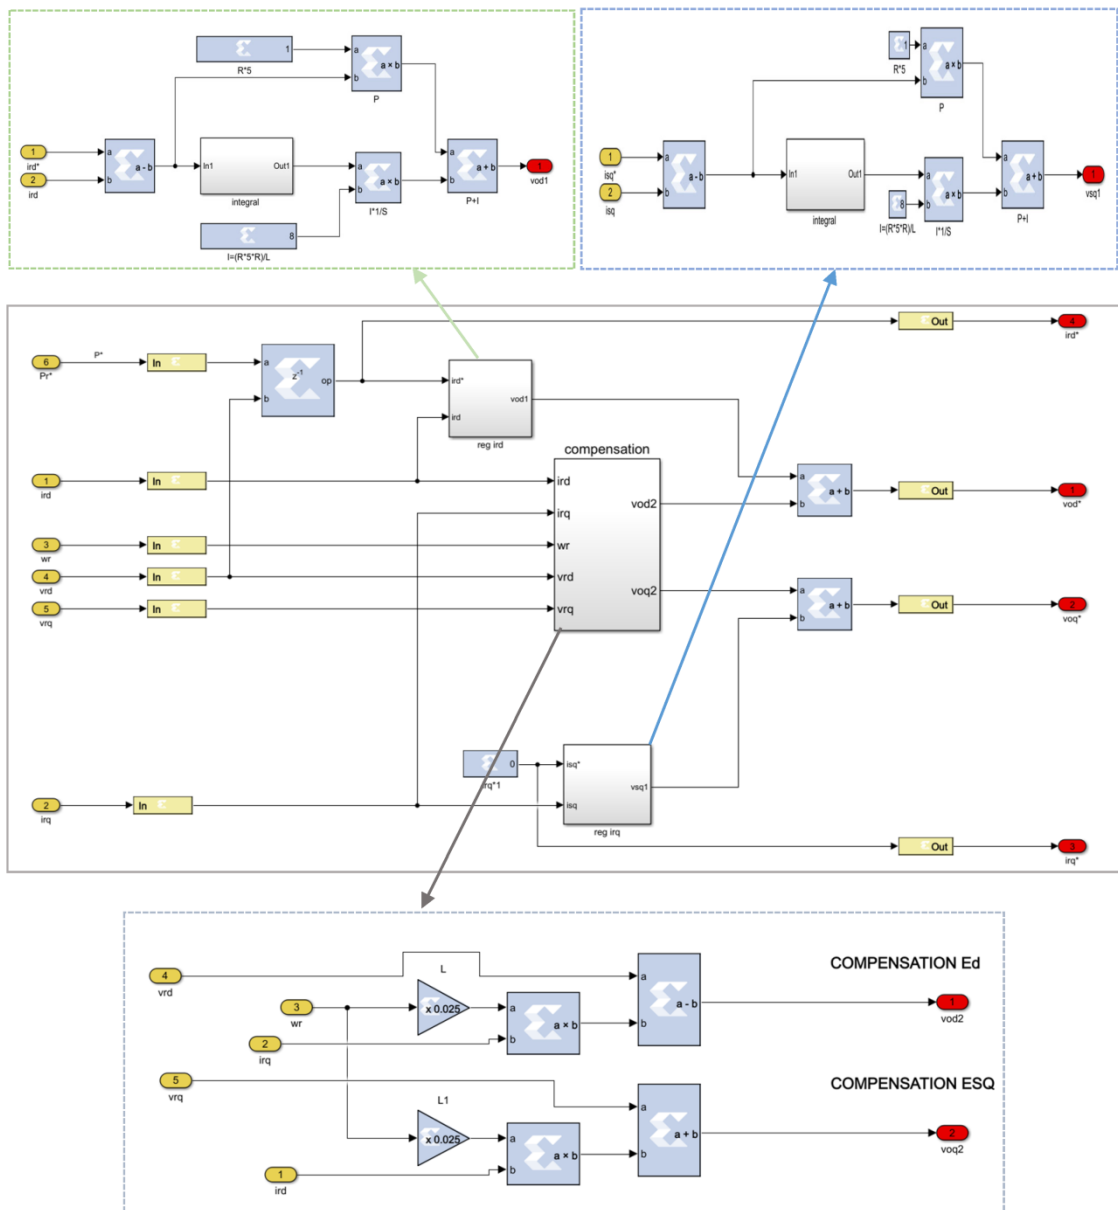 1
R*5
a
b
a × b
P
1
ird*
2
ird
a
b
a - b
In1
Out1
integral
a
b
a × b
I*1/S
8
I=(R*5*R)/L
a
b
a + b
P+I
1
vod1
1
R*5
a
b
a × b
P
1
isq*
2
isq
a
b
a - b
In1
Out1
integral
8
I=(R*5*R)/L
a
b
a × b
I*1/S
a
b
a + b
P+I
1
vsq1
6
Pr*
P*
In
a
b
z-1
op
ird*
ird
vod1
reg ird
Out
4
ird*
compensation
1
ird
In
3
wr
In
4
vrd
In
5
vrq
In
ird
irq
wr
vrd
vrq
vod2
voq2
a
b
a + b
Out
1
vod*
a
b
a + b
Out
2
voq*
0
irq*1
isq*
isq
vsq1
reg irq
2
irq
In
Out
3
irq*
4
vrd
L
3
wr
x 0.025
2
irq
a
b
a × b
a
b
a - b
COMPENSATION Ed
1
vod2
5
vrq
L1
x 0.025
1
ird
a
b
a × b
a
b
a + b
COMPENSATION ESQ
2
voq2